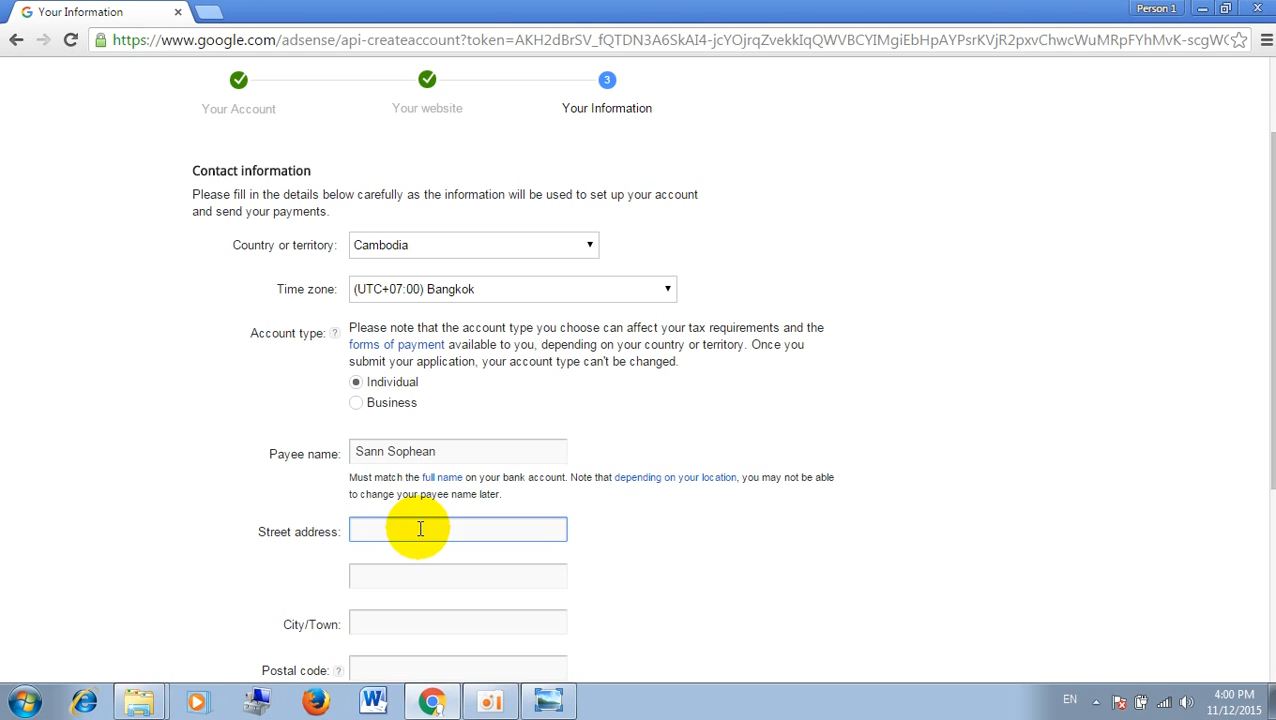 Your Information
Person 1
https://www.google.com/adsense/api-createaccount?token=AKH2dBrSV_fQTDN3A6SkAI4-jcYOjrqZvekkIqQWVBCYIMgiEbHpAYPsrKVjR2pxvChwcWuMRpFYhMvK-scgW
3
Your Account
Your website
Your Information
Contact information
Please fill in the details below carefully as the information will be used to set up your account
and send your payments.
Country or territory:
Cambodia
Time zone:
(UTC+07:00) Bangkok
Account type: ?
Please note that the account type you choose can affect your tax requirements and the
forms of payment available to you, depending on your country or territory. Once you
submit your application, your account type can't be changed.
Individual
Business
Payee name:
Sann Sophean
Must match the full name on your bank account. Note that depending on your location, you may not be able
to change your payee name later.
Street address:
City/Town:
Postal code: ?
EN
4:00 PM
11/12/2015